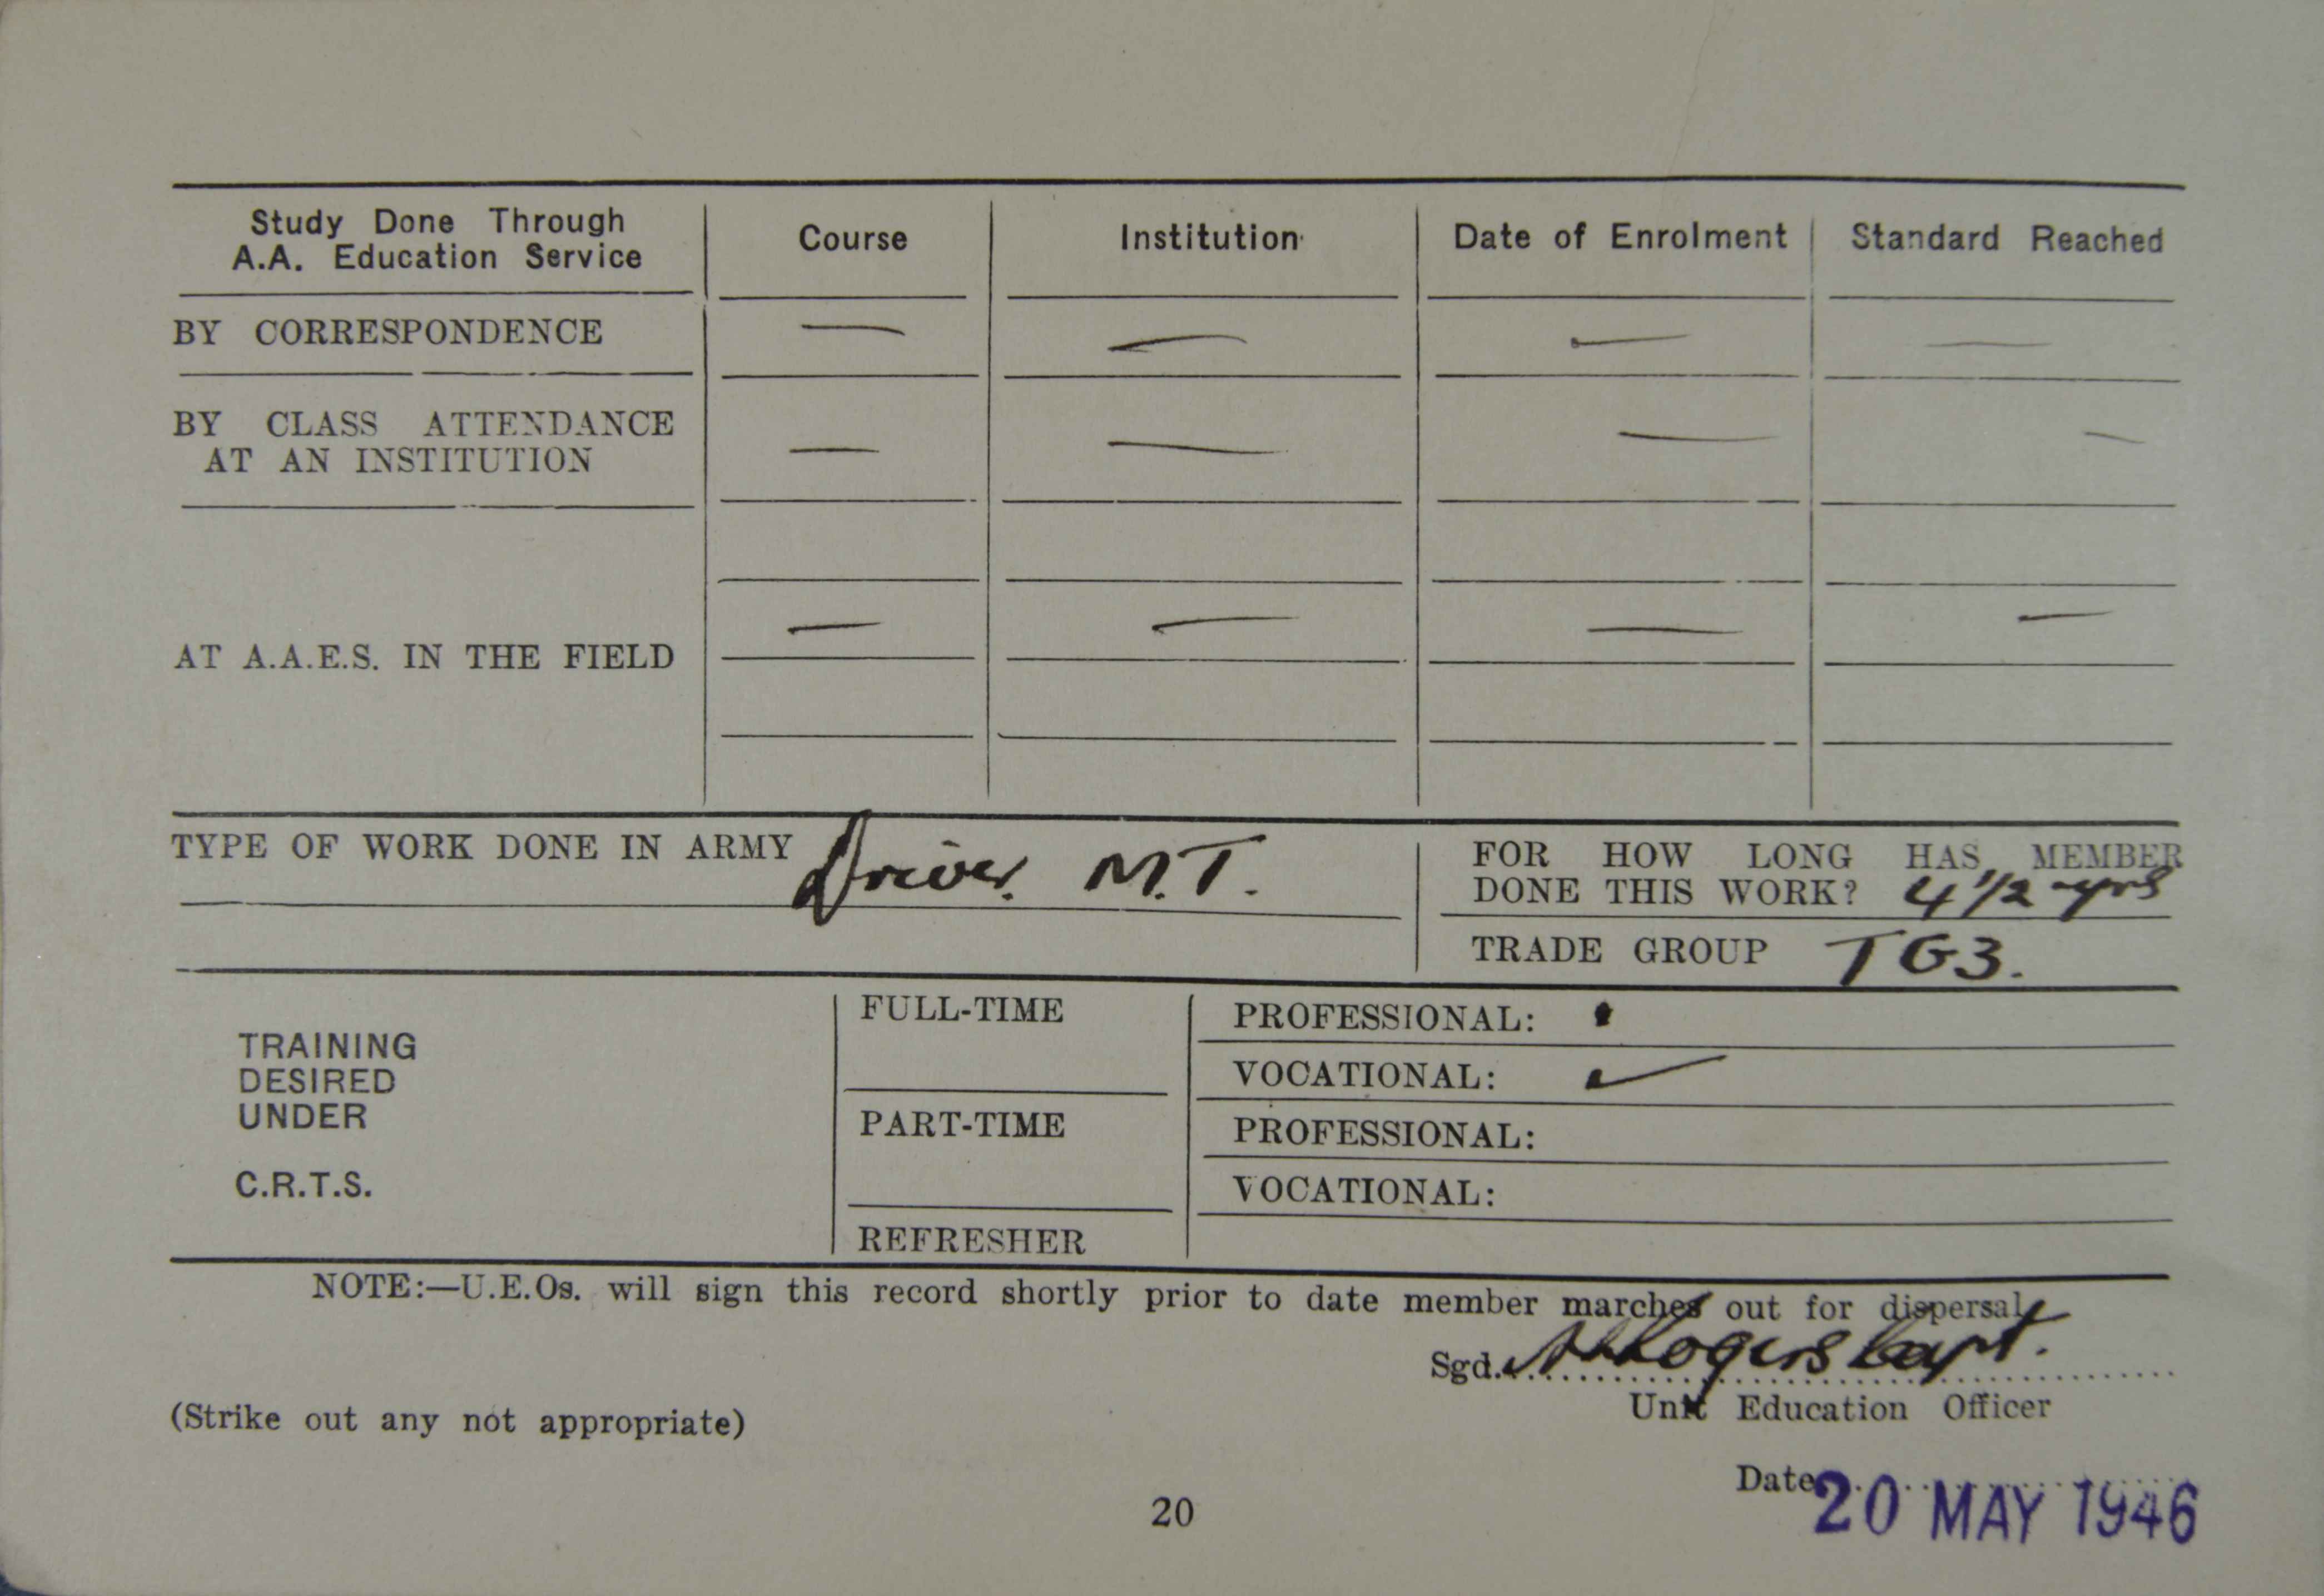 Study Done Through
A.A. Education Service
Course
Institution
Date of Enrolment
Standard Reached
BY CORRESPONDENCE
— — — —
BY CLASS ATTENDANCE
AT AN INSTITUTION
— — — —
AT A.A.E.S. IN THE FIELD
— — — —
TYPE OF WORK DONE IN ARMY Driver M.T.
FOR HOW LONG HAS MEMBER
DONE THIS WORK? 4 1/2 yrs
TRADE GROUP TG3.
TRAINING
DESIRED
UNDER
C.R.T.S.
FULL-TIME
PROFESSIONAL:
VOCATIONAL: ✓
PART-TIME
PROFESSIONAL:
VOCATIONAL:
REFRESHER
NOTE:—U.E.Os. will sign this record shortly prior to date member marches out for dispersal.
Sgd. Rogers Capt.
Unit Education Officer
(Strike out any not appropriate)
Date 20 MAY 1946
20